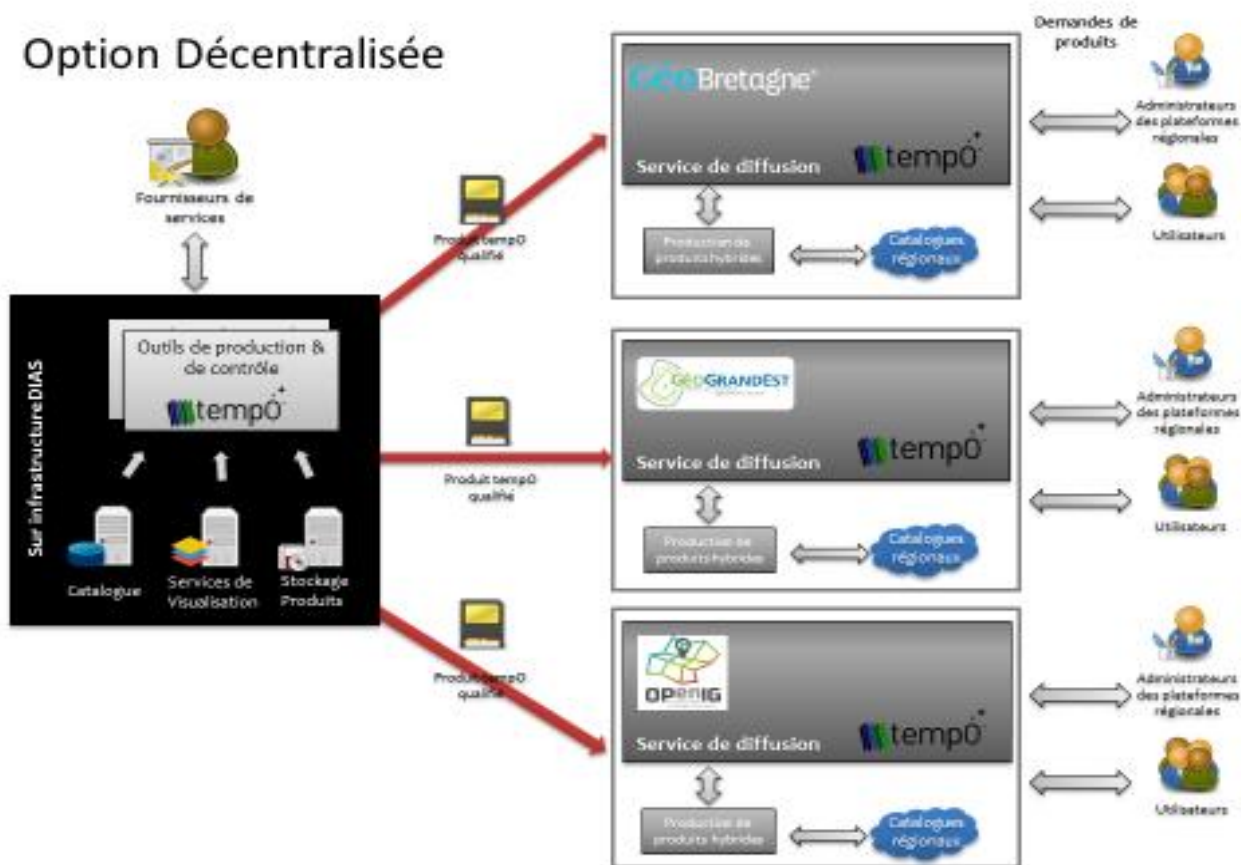 Option Décentralisée
Fournisseurs de
services
Sur infrastructure DIAS
Outils de production &
de contrôle
tempO
Catalogue
Services de
Visualisation
Stockage
Produits
Produit tempO
qualifié
Produit tempO
qualifié
Produit tempO
qualifié
GéoBretagne
Service de diffusion
tempO
Production de
produits hybrides
Catalogues
régionaux
GéoGrandEst
Service de diffusion
tempO
Production de
produits hybrides
Catalogues
régionaux
OPenIG
Service de diffusion
tempO
Production de
produits hybrides
Catalogues
régionaux
Demandes de
produits
Administrateurs
des plateformes
régionales
Utilisateurs
Administrateurs
des plateformes
régionales
Utilisateurs
Administrateurs
des plateformes
régionales
Utilisateurs